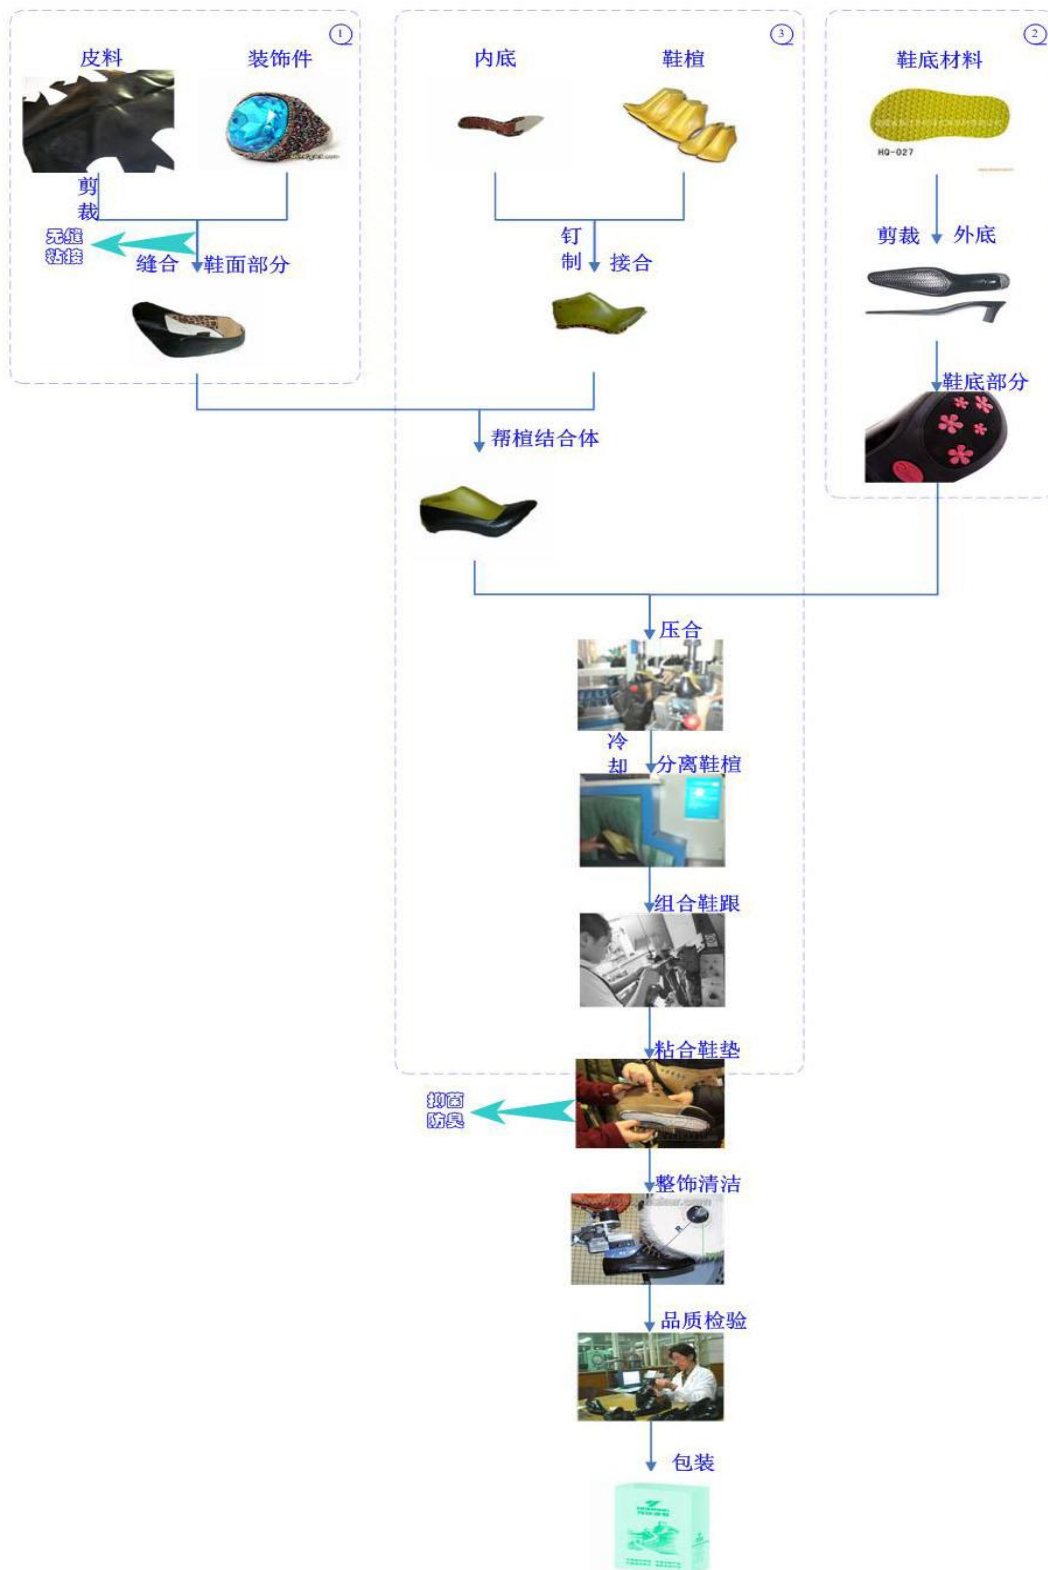 ①
皮料
装饰件
剪
裁
无缝
粘接
缝合
鞋面部分
③
内底
鞋楦
钉
制
接合
帮楦结合体
②
鞋底材料
HQ-027
剪裁
外底
鞋底部分
压合
冷
却
分离鞋楦
组合鞋跟
粘合鞋垫
抑菌
防臭
整饰清洁
R
品质检验
包装